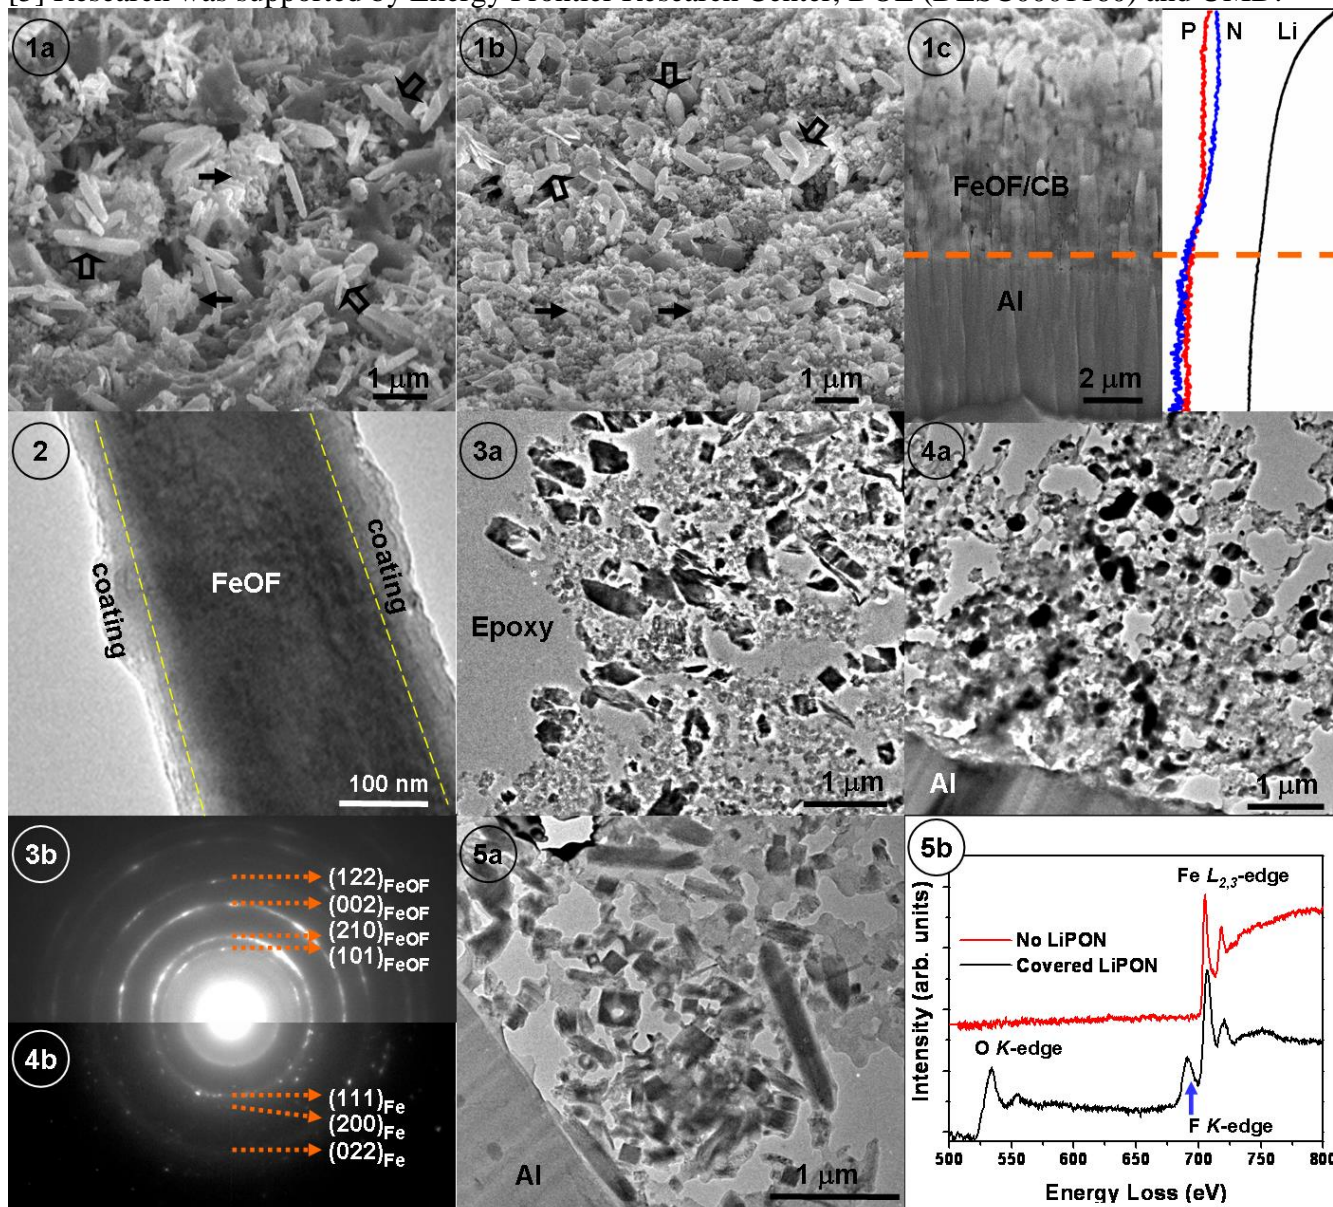 [5] Research was supported by Energy Frontier Research Center, DOE (DESC0001160) and UMD.
1a
1 μm
1b
1 μm
1c
P N Li
FeOF/CB
Al
2 μm
2
coating
FeOF
coating
100 nm
3a
Epoxy
1 μm
4a
Al
1 μm
3b
(122)FeOF
(002)FeOF
(210)FeOF
(101)FeOF
4b
(111)Fe
(200)Fe
(022)Fe
5a
Al
1 μm
5b
Fe L2,3-edge
No LiPON
Covered LiPON
O K-edge
F K-edge
Intensity (arb. units)
500 550 600 650 700 750 800
Energy Loss (eV)